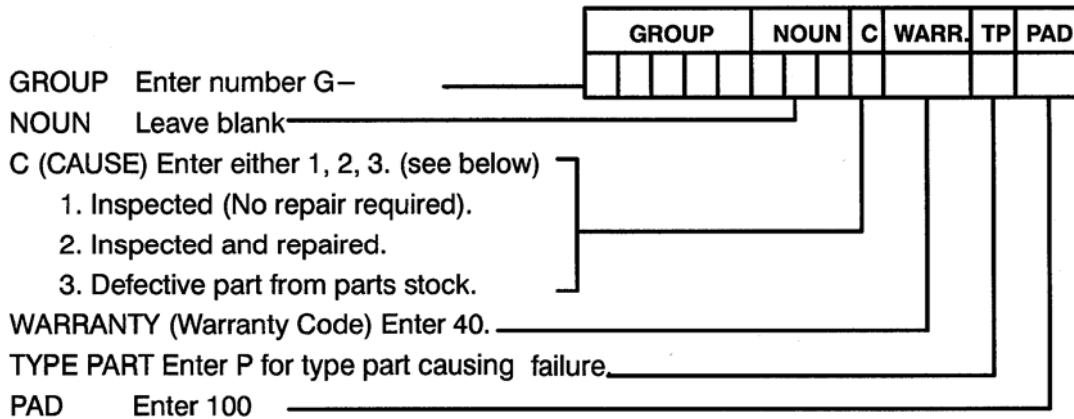 GROUP NOUN C WARR. TP PAD
GROUP Enter number G–
NOUN Leave blank
C (CAUSE) Enter either 1, 2, 3. (see below)
1. Inspected (No repair required).
2. Inspected and repaired.
3. Defective part from parts stock.
WARRANTY (Warranty Code) Enter 40.
TYPE PART Enter P for type part causing failure.
PAD Enter 100